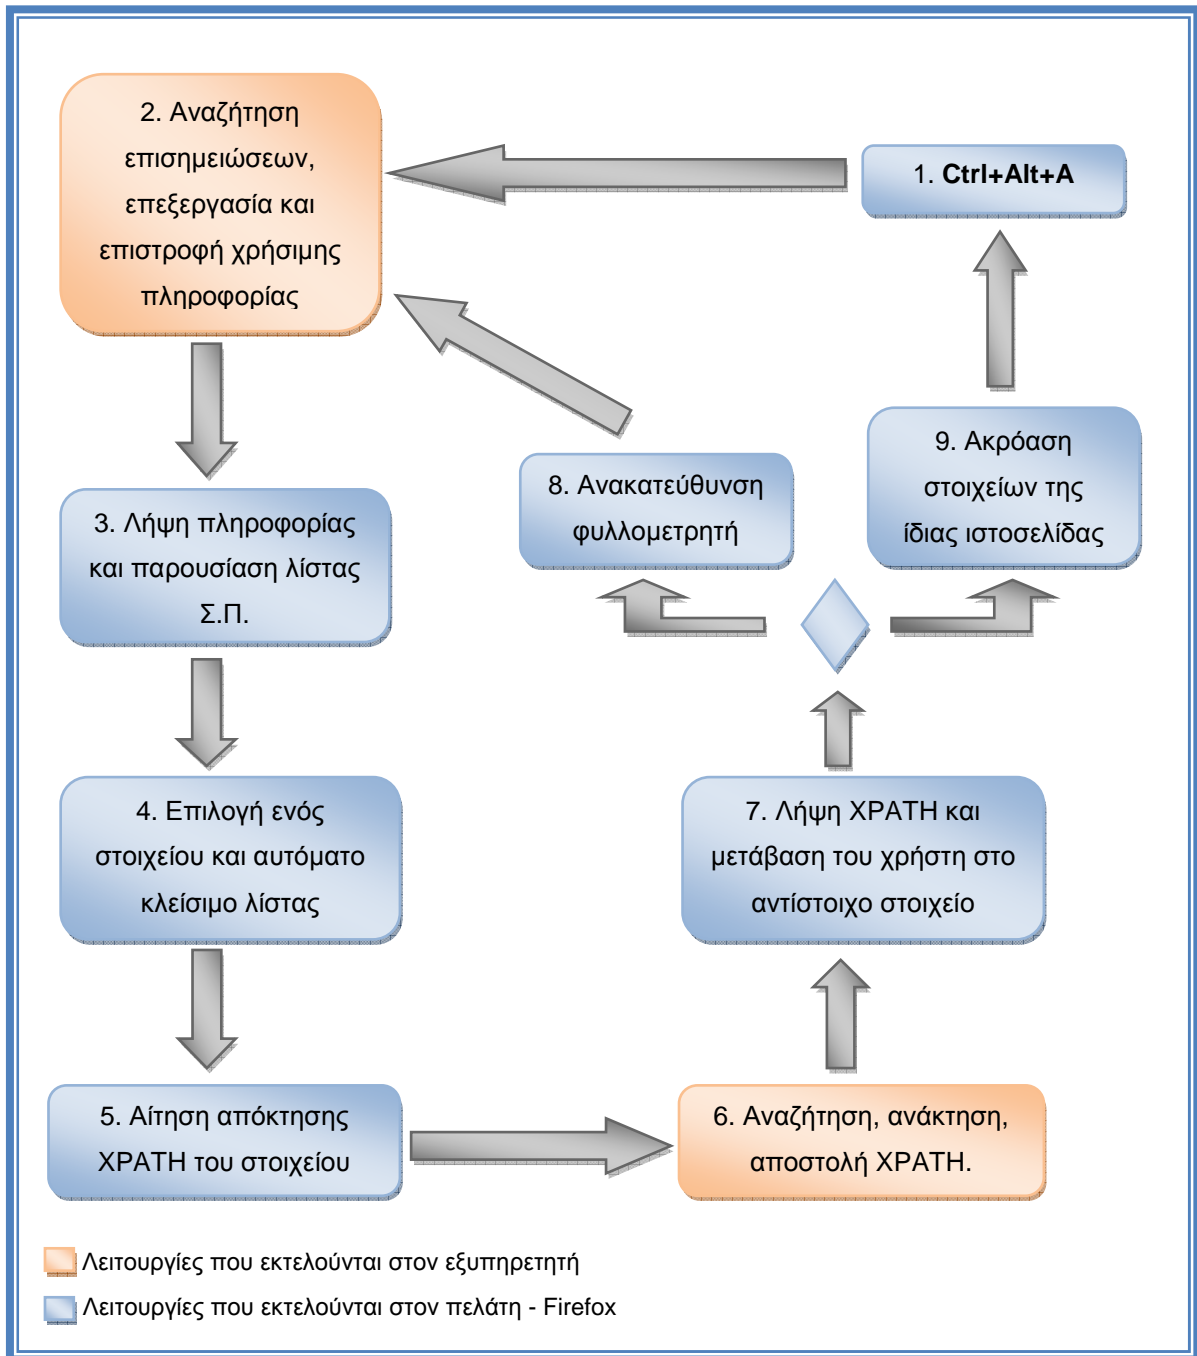 2. Αναζήτηση
επισημειώσεων,
επεξεργασία και
επιστροφή χρήσιμης
πληροφορίας
1. Ctrl+Alt+A
9. Ακρόαση
στοιχείων της
ίδιας ιστοσελίδας
8. Ανακατεύθυνση
φυλλομετρητή
3. Λήψη πληροφορίας
και παρουσίαση λίστας
Σ.Π.
4. Επιλογή ενός
στοιχείου και αυτόματο
κλείσιμο λίστας
7. Λήψη XPATH και
μετάβαση του χρήστη στο
αντίστοιχο στοιχείο
5. Αίτηση απόκτησης
XPATH του στοιχείου
6. Αναζήτηση, ανάκτηση,
αποστολή XPATH.
Λειτουργίες που εκτελούνται στον εξυπηρετητή
Λειτουργίες που εκτελούνται στον πελάτη - Firefox